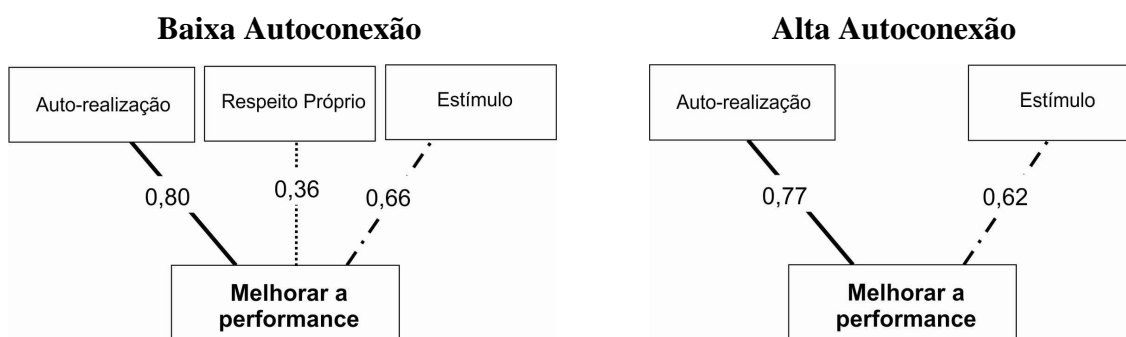 Baixa Autoconexão
Auto-realização
Respeito Próprio
Estímulo
0,80
0,36
0,66
Melhorar a
performance
Alta Autoconexão
Auto-realização
Estímulo
0,77
0,62
Melhorar a
performance